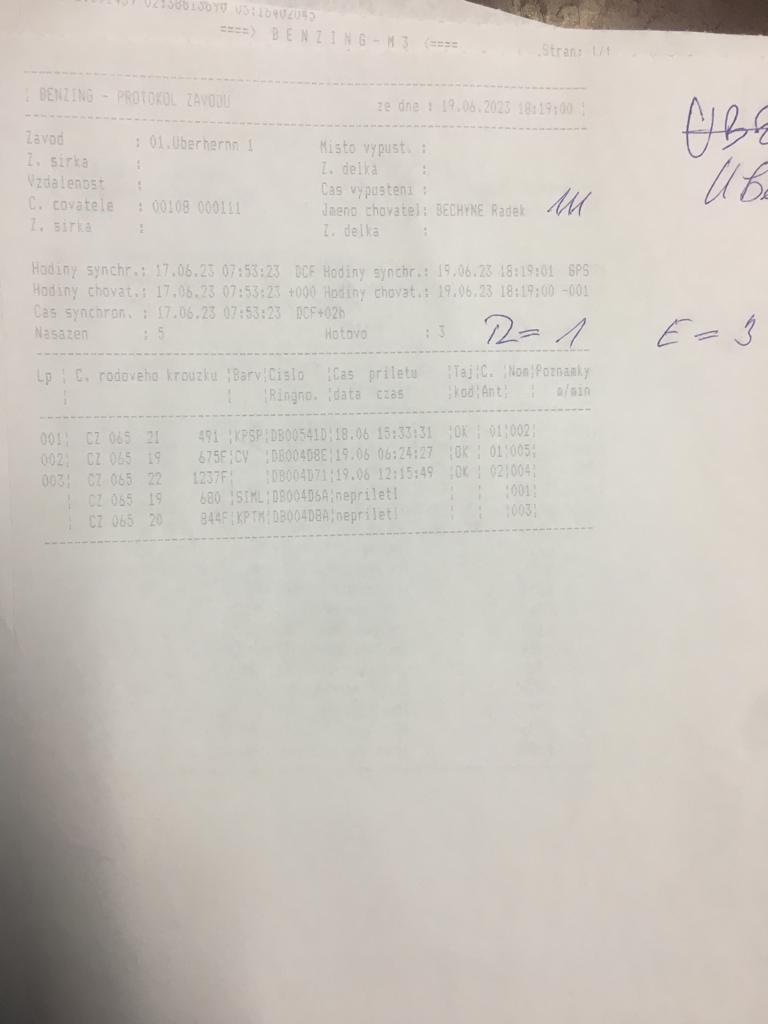 ====> BENZING-M3 <====
Stran: 1/1
¦ BENZING - PROTOKOL ZAVODU ze dne : 19.06.2023 18:19:00 ¦
Zavod : 01.Uberherrn 1 Misto vypust. :
Z. sirka : Z. delka :
Vzdalenost : Cas vypusteni :
C. covatele : 00108 000111 Jmeno chovatel: BECHYNE Radek 111
Z. sirka : Z. delka :
Hodiny synchr.: 17.06.23 07:53:23 DCF Hodiny synchr.: 19.06.23 18:19:01 GPS
Hodiny chovat.: 17.06.23 07:53:23 +000 Hodiny chovat.: 19.06.23 18:19:00 -001
Cas synchron. : 17.06.23 07:53:23 DCF+02h
Nasazen : 5 Hotovo : 3 R=1 E=3
Lp ¦ C. rodoveho krouzku ¦Barv¦Cislo ¦Cas priletu ¦Taj¦C. ¦Nom¦Poznamky
¦ ¦ ¦Ringno. ¦data czas ¦kod¦Ant¦ ¦ m/min
001¦ CZ 065 21 491 ¦KPSP¦DB00541D¦18.06 15:33:31 ¦OK ¦ 01¦002¦
002¦ CZ 065 19 675F¦CV ¦DB004D8E¦19.06 06:24:27 ¦OK ¦ 01¦005¦
003¦ CZ 065 22 1237F¦ ¦DB004D71¦19.06 12:15:49 ¦OK ¦ 02¦004¦
¦ CZ 065 19 680 ¦SIML¦DB004D6A¦nepriletl ¦ ¦ ¦001¦
¦ CZ 065 20 844F¦KPTM¦DB004D8A¦nepriletl ¦ ¦ ¦003¦